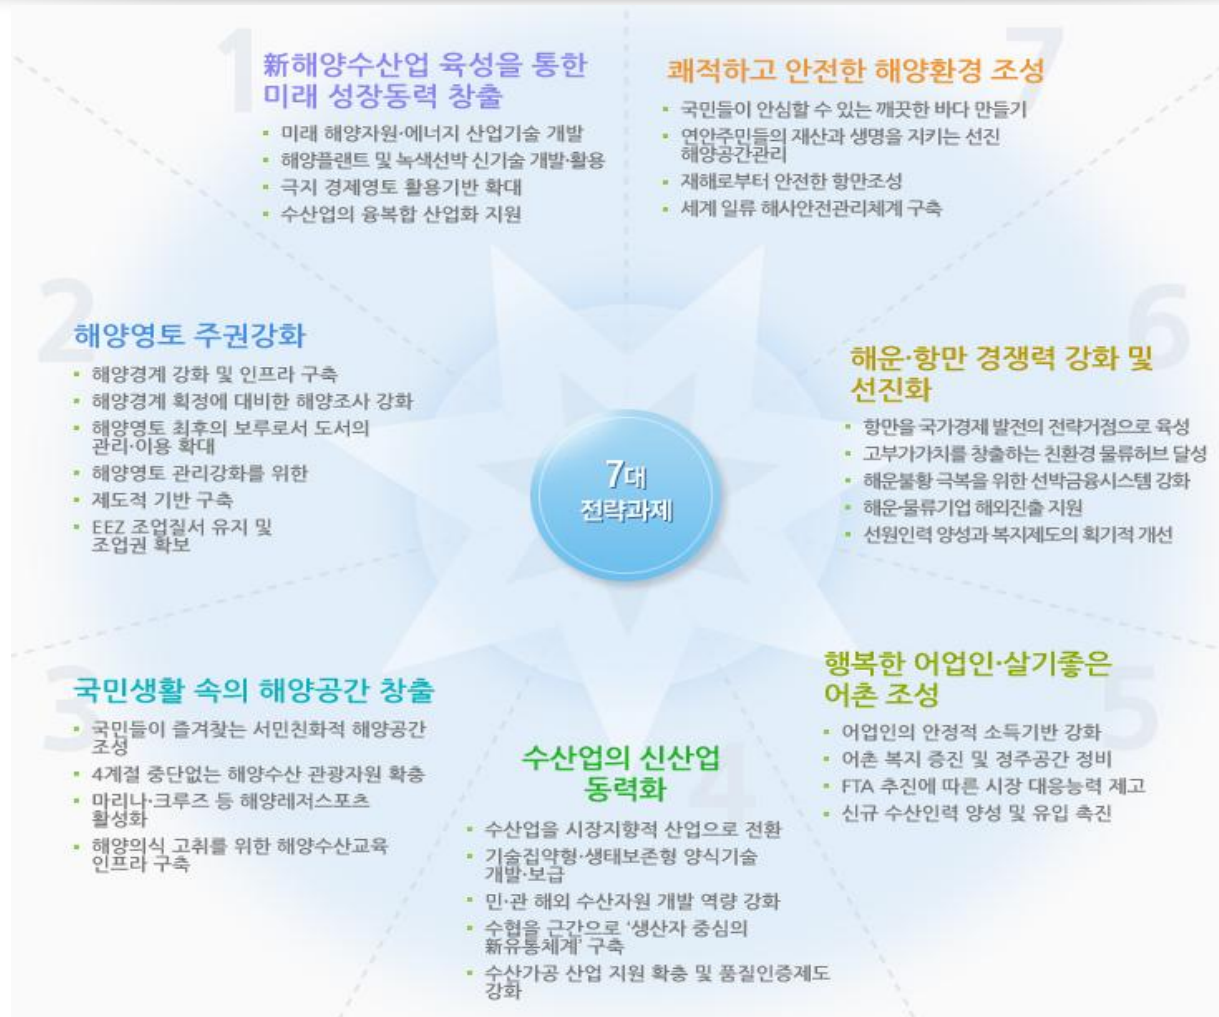 1
新해양수산업 육성을 통한
미래 성장동력 창출
미래 해양자원·에너지 산업기술 개발
해양플랜트 및 녹색선박 신기술 개발·활용
극지 경제영토 활용기반 확대
수산업의 융복합 산업화 지원
2
해양영토 주권강화
해양경계 강화 및 인프라 구축
해양경계 획정에 대비한 해양조사 강화
해양영토 최후의 보루로서 도서의
관리·이용 확대
해양영토 관리강화를 위한
제도적 기반 구축
EEZ 조업질서 유지 및
조업권 확보
3
국민생활 속의 해양공간 창출
국민들이 즐겨찾는 서민친화적 해양공간
조성
4계절 중단없는 해양수산 관광자원 확충
마리나·크루즈 등 해양레저스포츠
활성화
해양의식 고취를 위한 해양수산교육
인프라 구축
4
수산업의 신산업
동력화
수산업을 시장지향적 산업으로 전환
기술집약형·생태보존형 양식기술
개발·보급
민·관 해외 수산자원 개발 역량 강화
수협을 근간으로 '생산자 중심의
新유통체계' 구축
수산가공 산업 지원 확충 및 품질인증제도
강화
5
행복한 어업인·살기좋은
어촌 조성
어업인의 안정적 소득기반 강화
어촌 복지 증진 및 정주공간 정비
FTA 추진에 따른 시장 대응능력 제고
신규 수산인력 양성 및 유입 촉진
6
해운·항만 경쟁력 강화 및
선진화
항만을 국가경제 발전의 전략거점으로 육성
고부가가치를 창출하는 친환경 물류허브 달성
해운불황 극복을 위한 선박금융시스템 강화
해운·물류기업 해외진출 지원
선원인력 양성과 복지제도의 획기적 개선
7
쾌적하고 안전한 해양환경 조성
국민들이 안심할 수 있는 깨끗한 바다 만들기
연안주민들의 재산과 생명을 지키는 선진
해양공간관리
재해로부터 안전한 항만조성
세계 일류 해사안전관리체계 구축
7대
전략과제